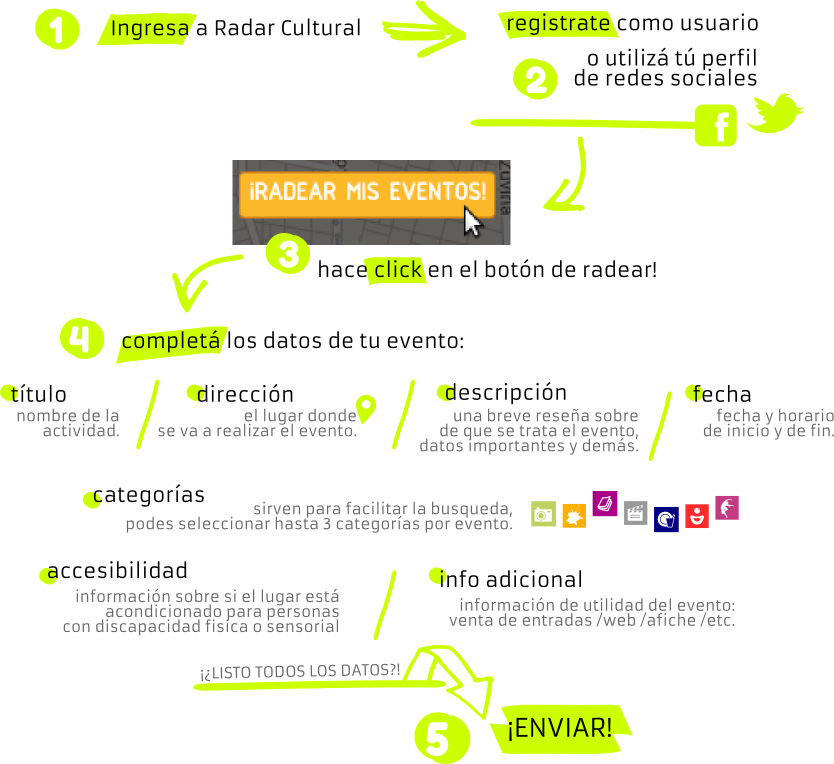 1 Ingresa a Radar Cultural
registrate como usuario
2 o utilizá tú perfil
de redes sociales
f
Zuviría
¡RADEAR MIS EVENTOS!
3 hace click en el botón de radear!
4 completá los datos de tu evento:
título
nombre de la
actividad.
dirección
el lugar donde
se va a realizar el evento.
descripción
una breve reseña sobre
de que se trata el evento,
datos importantes y demás.
fecha
fecha y horario
de inicio y de fin.
categorías
sirven para facilitar la busqueda,
podes seleccionar hasta 3 categorías por evento.
accesibilidad
información sobre si el lugar está
acondicionado para personas
con discapacidad fisica o sensorial
info adicional
información de utilidad del evento:
venta de entradas /web /afiche /etc.
¡¿LISTO TODOS LOS DATOS?!
5 ¡ENVIAR!